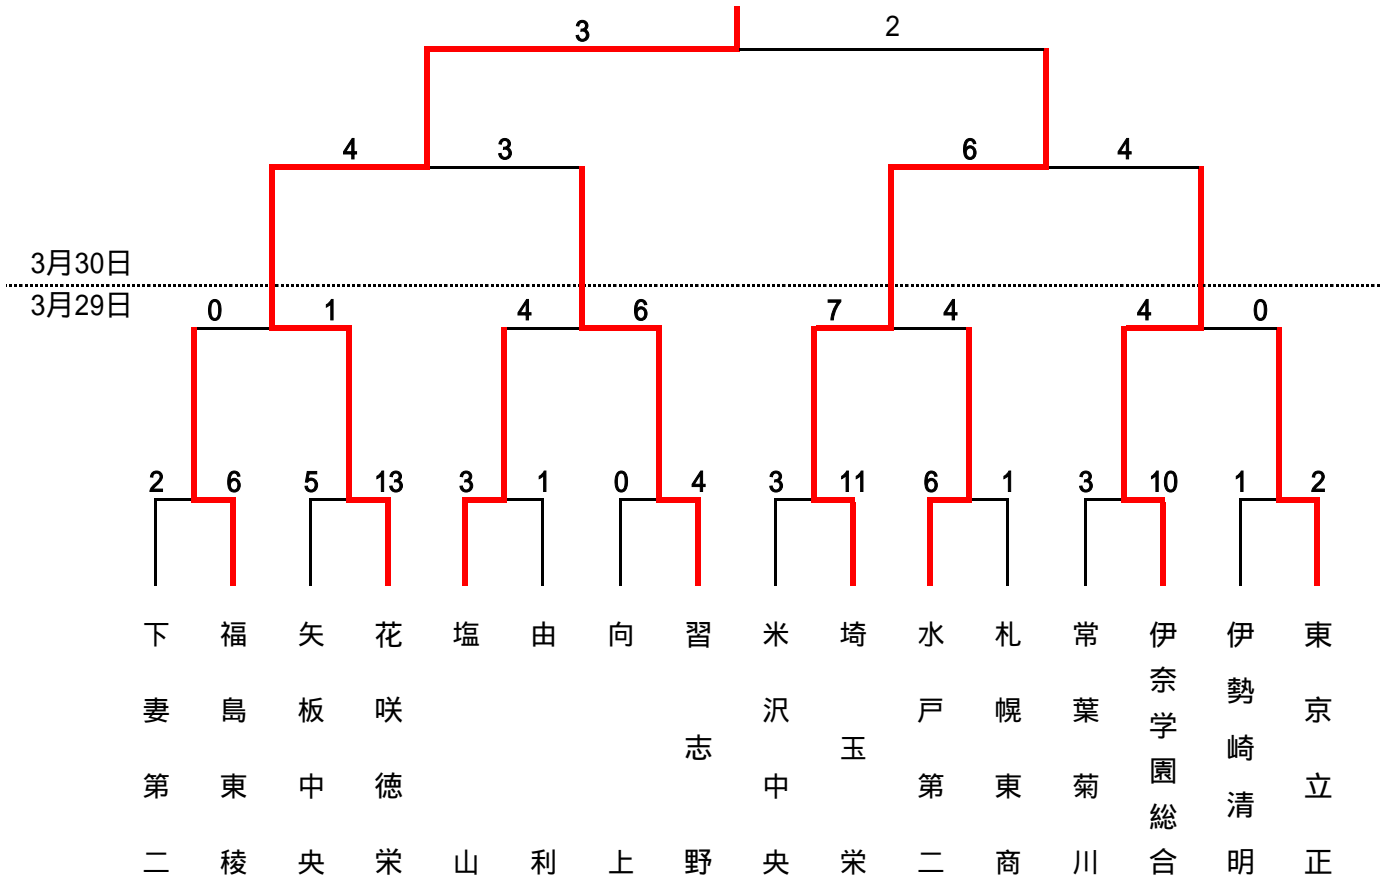 3 2
4 3 6 4
3月30日
3月29日
0 1 4 6 7 4 4 0
2 6 5 13 3 1 0 4 3 11 6 1 3 10 1 2
下妻第二
福島東稜
矢板中央
花咲徳栄
塩山
由利
向上
習志野
米沢中央
埼玉栄
水戸第二
札幌東商
常葉菊川
伊奈学園総合
伊勢崎清明
東京立正